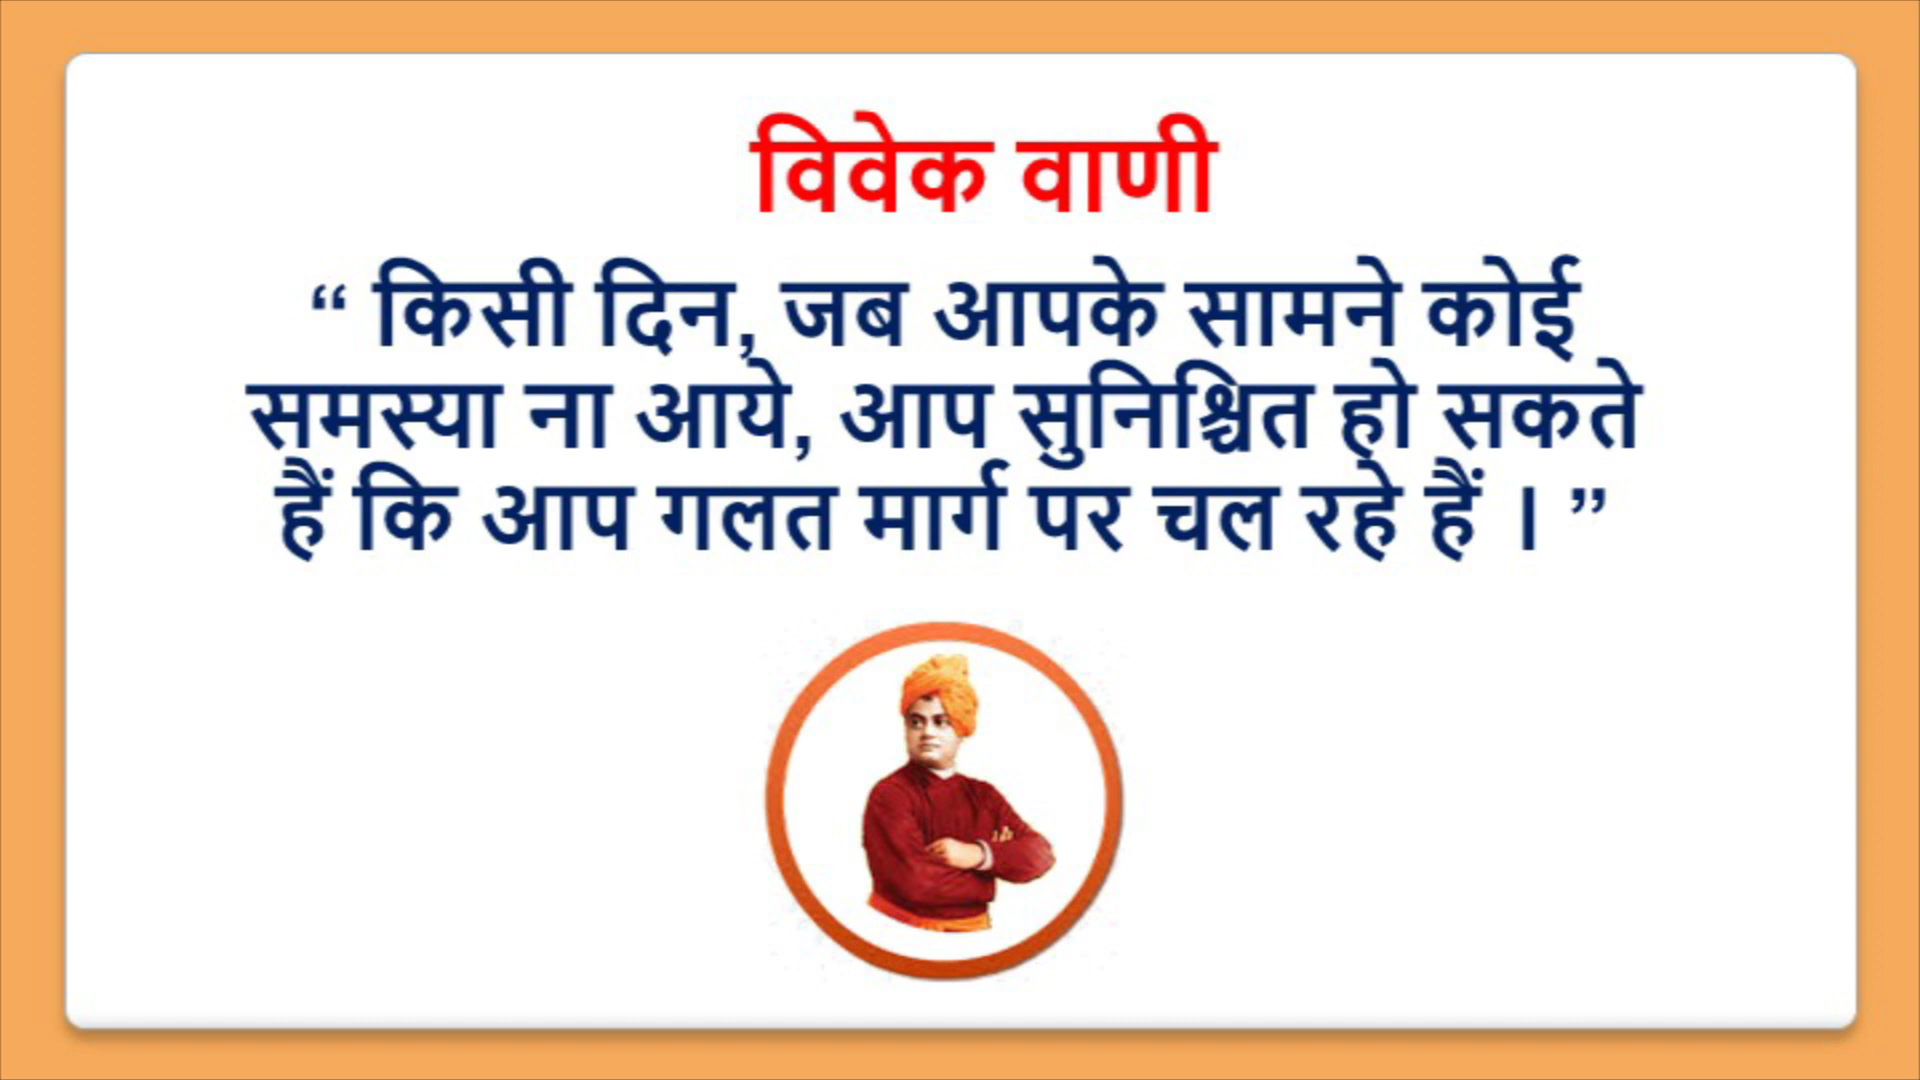 विवेक वाणी
“ किसी दिन, जब आपके सामने कोई
समस्या ना आये, आप सुनिश्चित हो सकते
हैं कि आप गलत मार्ग पर चल रहे हैं । ”